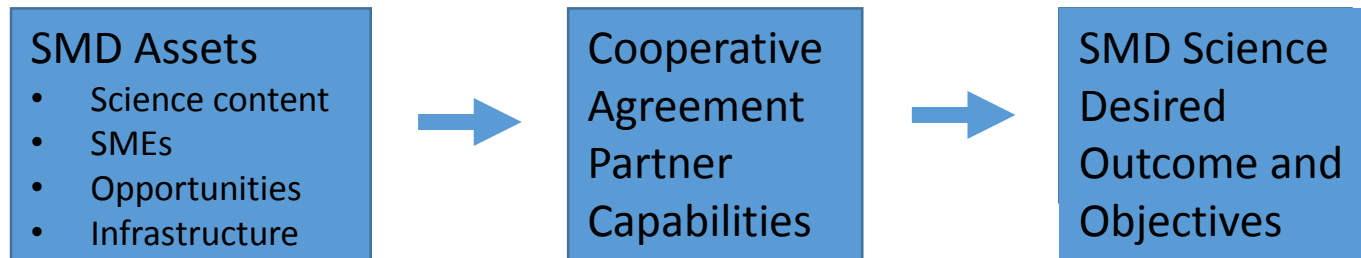 SMD Assets
• Science content
• SMEs
• Opportunities
• Infrastructure
Cooperative
Agreement
Partner
Capabilities
SMD Science
Desired
Outcome and
Objectives